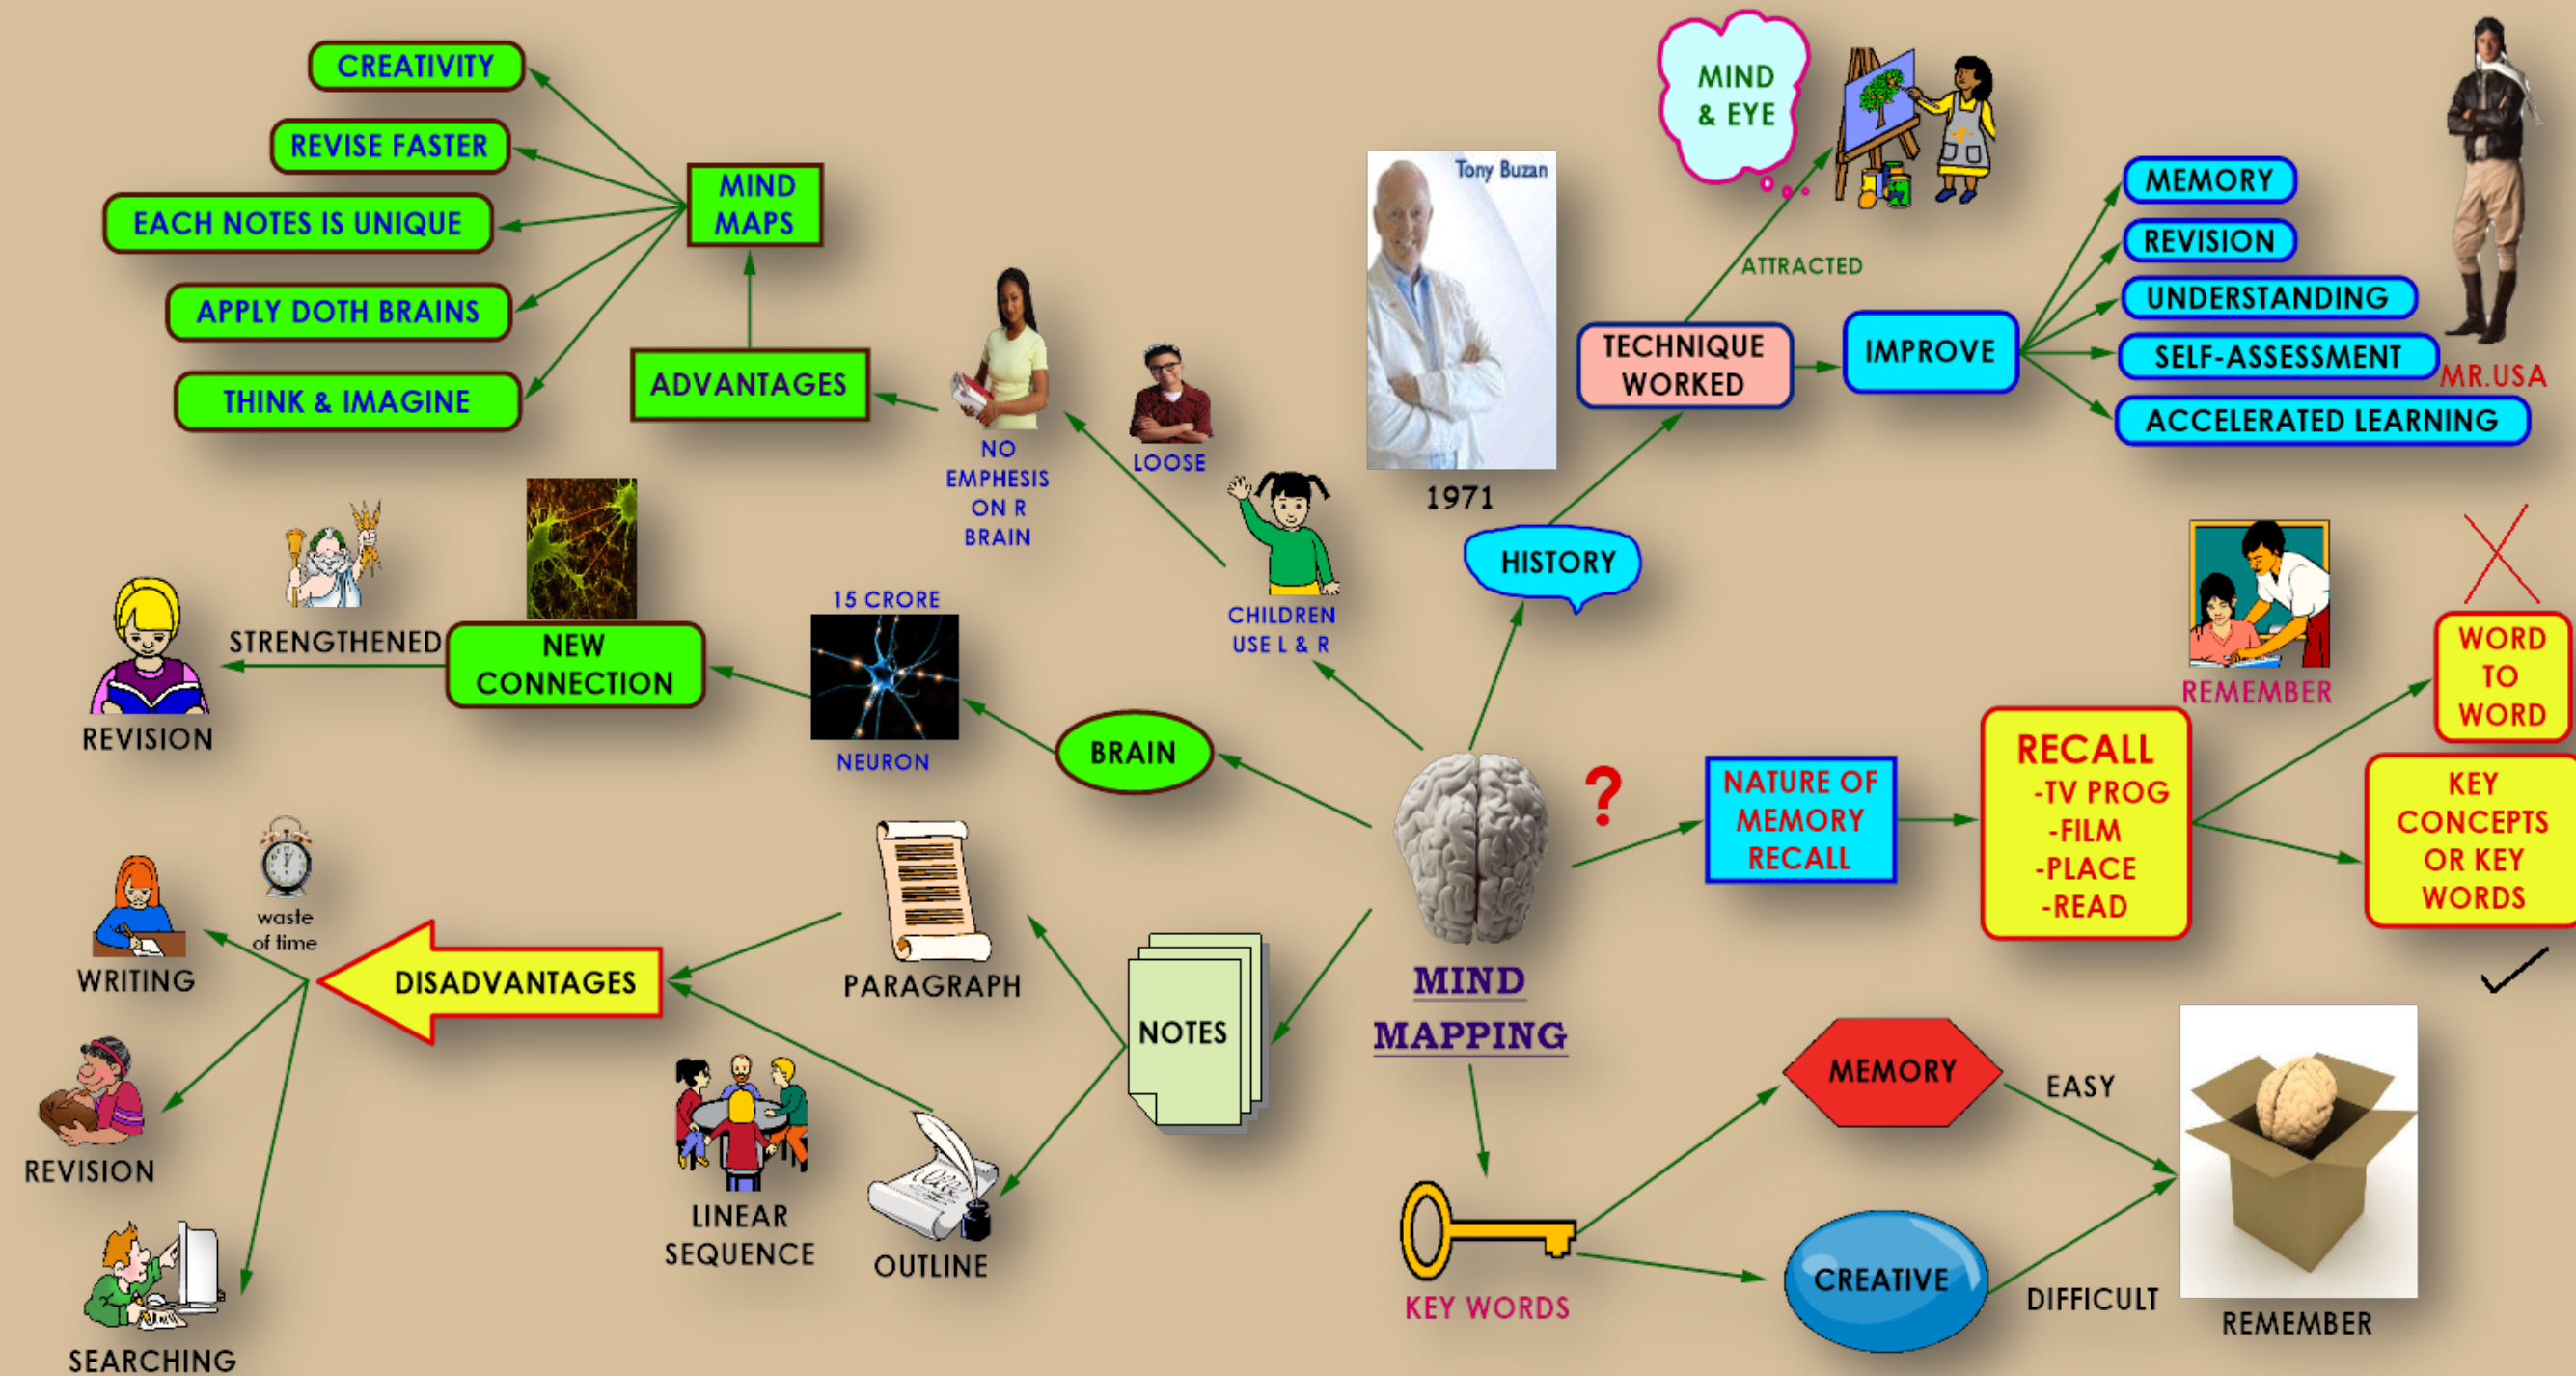 CREATIVITY
REVISE FASTER
EACH NOTES IS UNIQUE
APPLY DOTH BRAINS
THINK & IMAGINE
MIND
MAPS
ADVANTAGES
NO
EMPHESIS
ON R
BRAIN
LOOSE
CHILDREN
USE L & R
Tony Buzan
1971
HISTORY
TECHNIQUE
WORKED
ATTRACTED
MIND
& EYE
IMPROVE
MEMORY
REVISION
UNDERSTANDING
SELF-ASSESSMENT
ACCELERATED LEARNING
MR.USA
STRENGTHENED
REVISION
NEW
CONNECTION
15 CRORE
NEURON
BRAIN
?
NATURE OF
MEMORY
RECALL
RECALL
-TV PROG
-FILM
-PLACE
-READ
REMEMBER
WORD
TO
WORD
KEY
CONCEPTS
OR KEY
WORDS
MIND
MAPPING
NOTES
PARAGRAPH
OUTLINE
LINEAR
SEQUENCE
DISADVANTAGES
waste
of time
WRITING
REVISION
SEARCHING
KEY WORDS
MEMORY
EASY
CREATIVE
DIFFICULT
REMEMBER